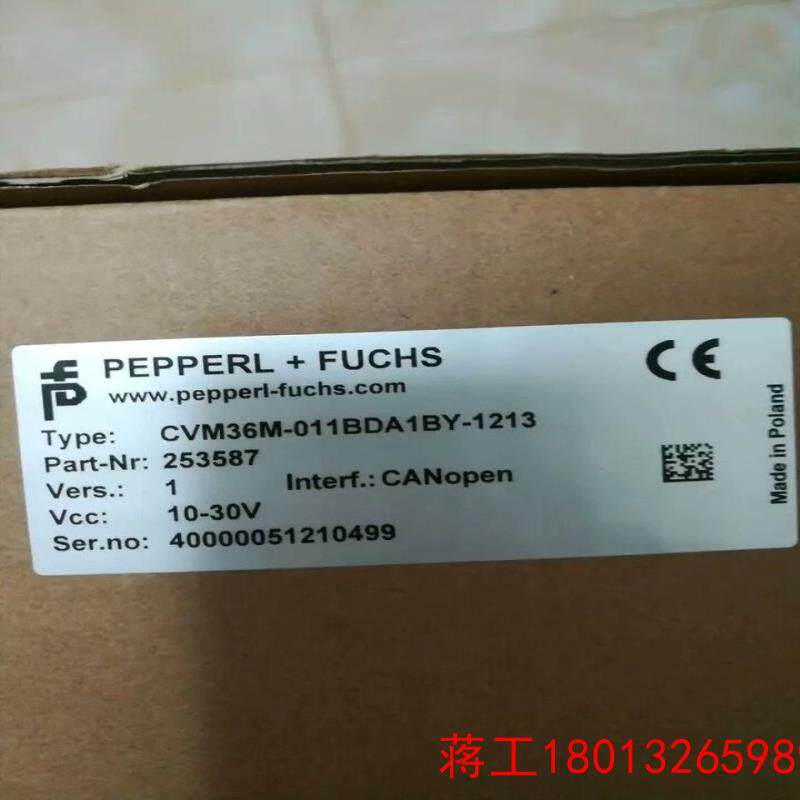 PEPPERL + FUCHS
www.pepperl-fuchs.com
CE
Type: CVM36M-011BDA1BY-1213
Part-Nr: 253587
Vers.: 1 Interf.: CANopen
Vcc: 10-30V
Ser.no: 40000051210499
Made in Poland
蒋工1801326598